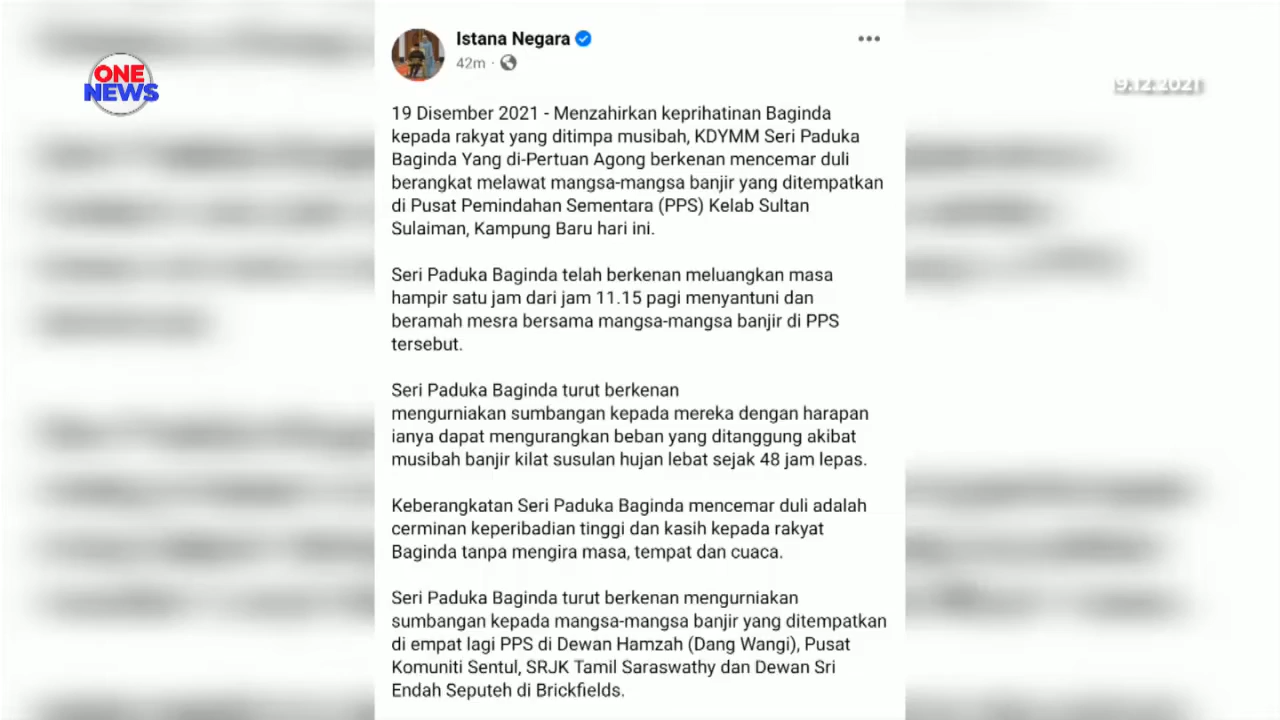 ONE
NEWS
Istana Negara
42m ·
19.12.2021
19 Disember 2021 - Menzahirkan keprihatinan Baginda
kepada rakyat yang ditimpa musibah, KDYMM Seri Paduka
Baginda Yang di-Pertuan Agong berkenan mencemar duli
berangkat melawat mangsa-mangsa banjir yang ditempatkan
di Pusat Pemindahan Sementara (PPS) Kelab Sultan
Sulaiman, Kampung Baru hari ini.
Seri Paduka Baginda telah berkenan meluangkan masa
hampir satu jam dari jam 11.15 pagi menyantuni dan
beramah mesra bersama mangsa-mangsa banjir di PPS
tersebut.
Seri Paduka Baginda turut berkenan
mengurniakan sumbangan kepada mereka dengan harapan
ianya dapat mengurangkan beban yang ditanggung akibat
musibah banjir kilat susulan hujan lebat sejak 48 jam lepas.
Keberangkatan Seri Paduka Baginda mencemar duli adalah
cerminan keperibadian tinggi dan kasih kepada rakyat
Baginda tanpa mengira masa, tempat dan cuaca.
Seri Paduka Baginda turut berkenan mengurniakan
sumbangan kepada mangsa-mangsa banjir yang ditempatkan
di empat lagi PPS di Dewan Hamzah (Dang Wangi), Pusat
Komuniti Sentul, SRJK Tamil Saraswathy dan Dewan Sri
Endah Seputeh di Brickfields.